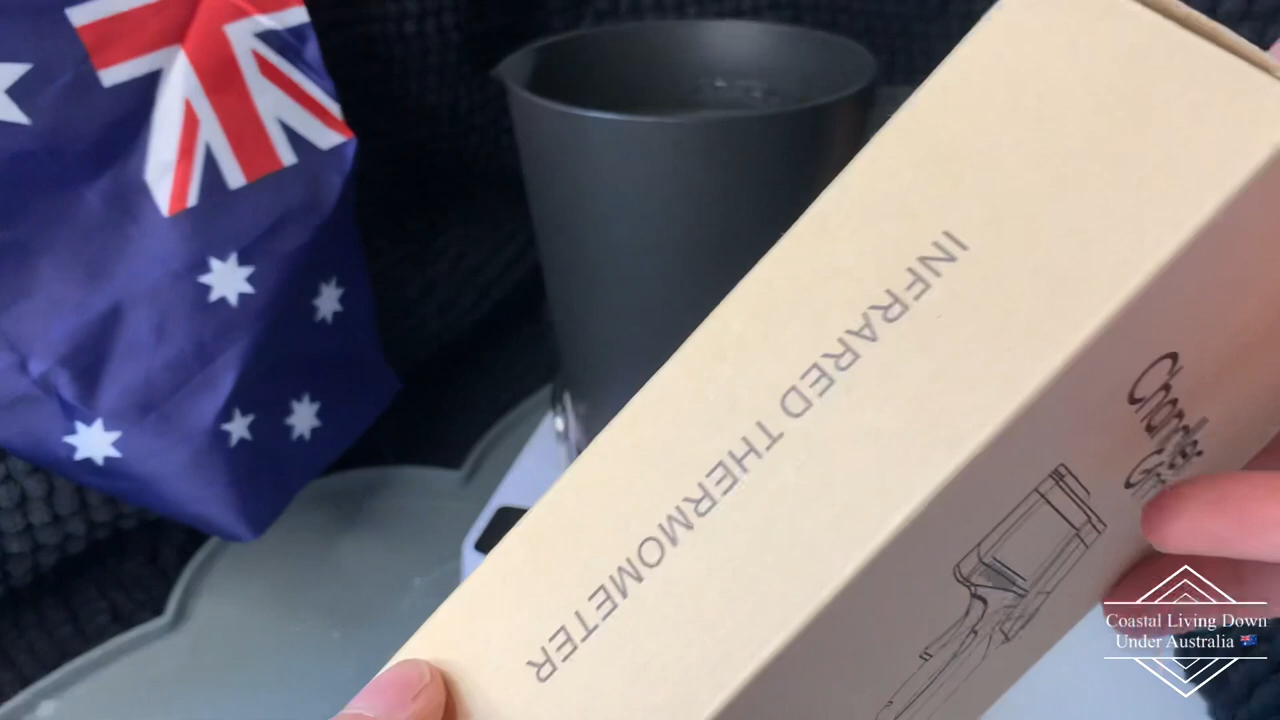 INFRARED THERMOMETER
Coastal Living Down
Under Australia 🇦🇺